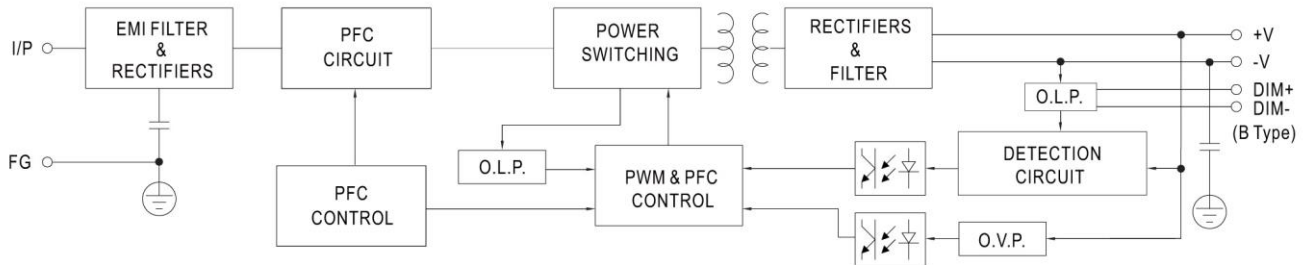 I/P
EMI FILTER
&
RECTIFIERS
PFC
CIRCUIT
POWER
SWITCHING
RECTIFIERS
&
FILTER
+V
-V
O.L.P.
DIM+
DIM-
(B Type)
FG
PFC
CONTROL
O.L.P.
PWM & PFC
CONTROL
DETECTION
CIRCUIT
O.V.P.